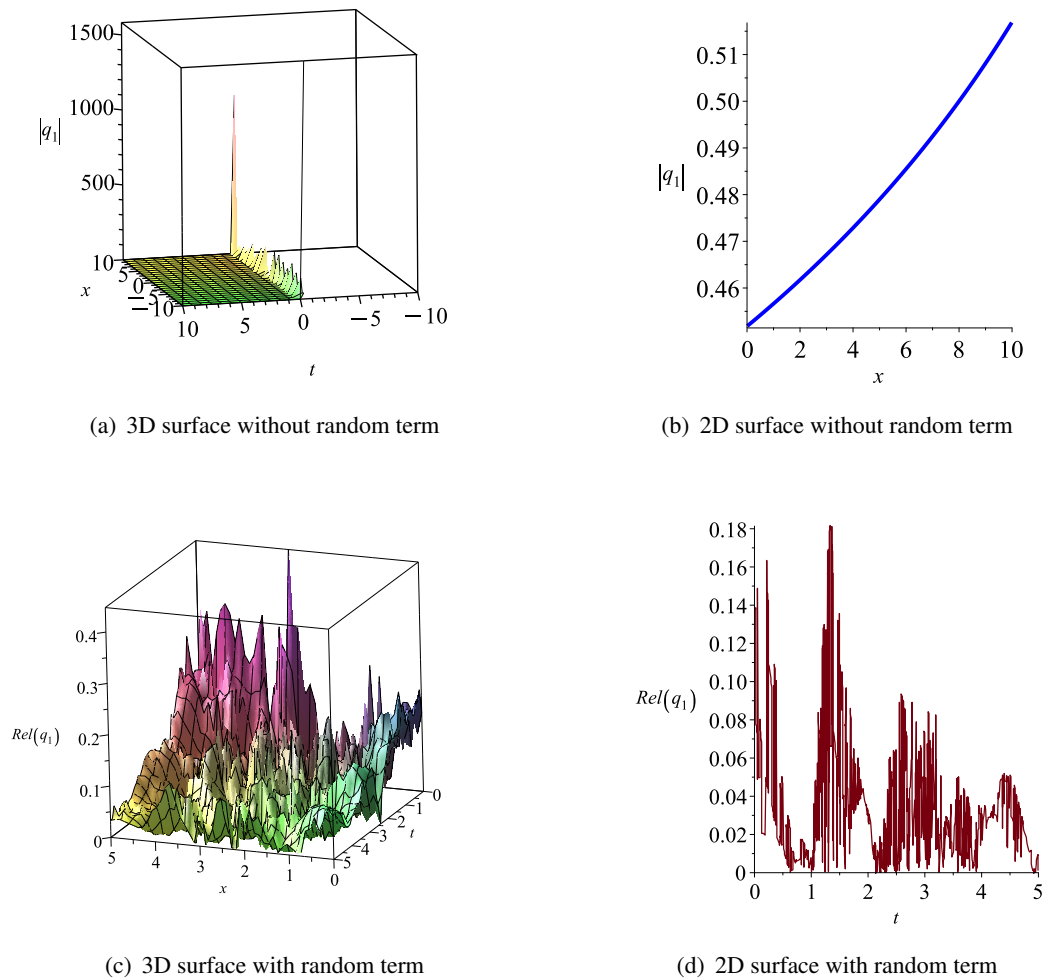 1500
1000
|q1|
500
10
5
0
−5
−10
x
10
5
0
−5
−10
t
(a) 3D surface without random term
0.51
0.50
0.49
|q1|
0.48
0.47
0.46
0 2 4 6 8 10
x
(b) 2D surface without random term
0.4
0.3
Rel(q1)
0.2
0.1
0
5 4 3 2 1 0
x
5 4 3 2 1 0
t
(c) 3D surface with random term
0.18
0.16
0.14
0.12
0.10
Rel(q1)
0.08
0.06
0.04
0.02
0
0 1 2 3 4 5
t
(d) 2D surface with random term